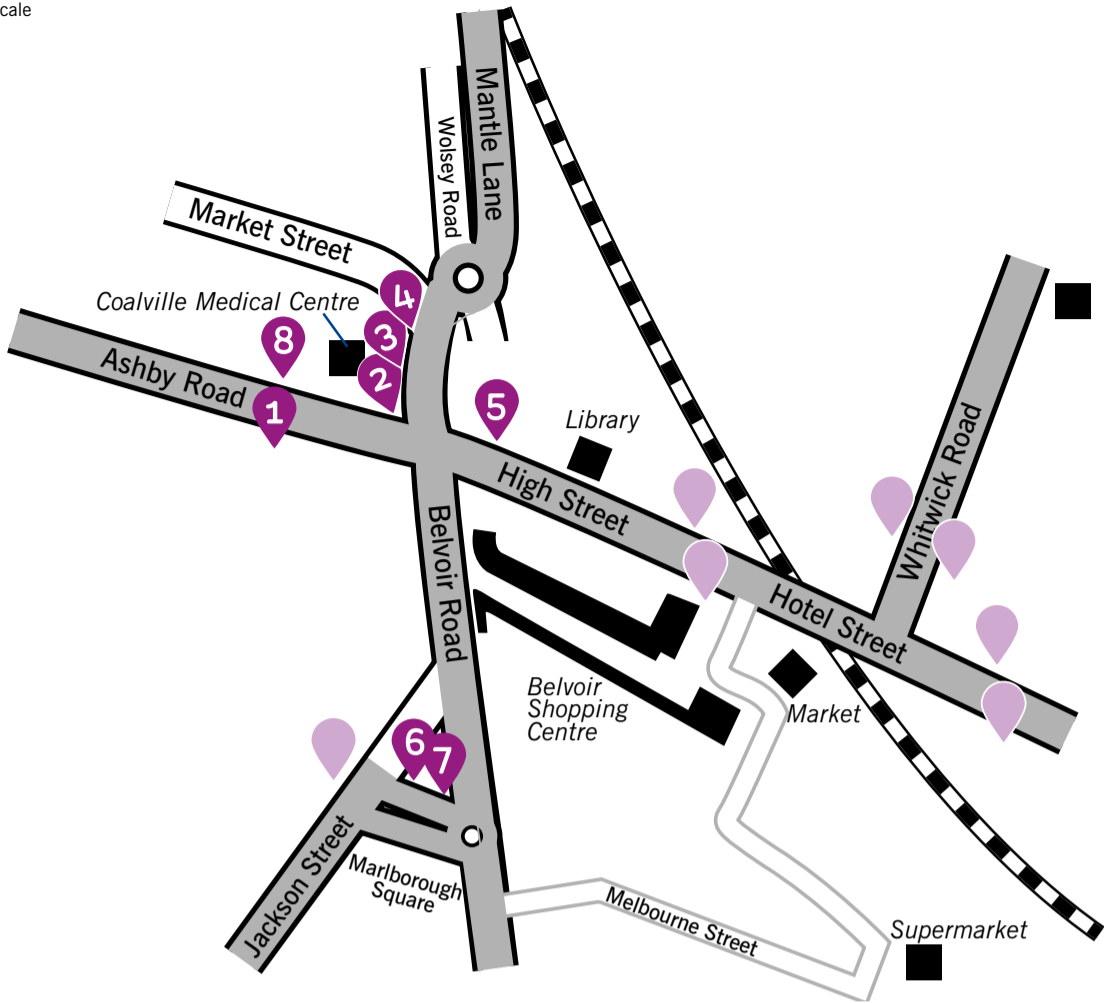 cale
Mantle Lane
Wolsey Road
Market Street
Coalville Medical Centre
4
3
8
2
Ashby Road
1
5
Library
High Street
Whitwick Road
Belvoir Road
Hotel Street
Belvoir
Shopping
Centre
Market
6
7
Jackson Street
Marlborough
Square
Melbourne Street
Supermarket